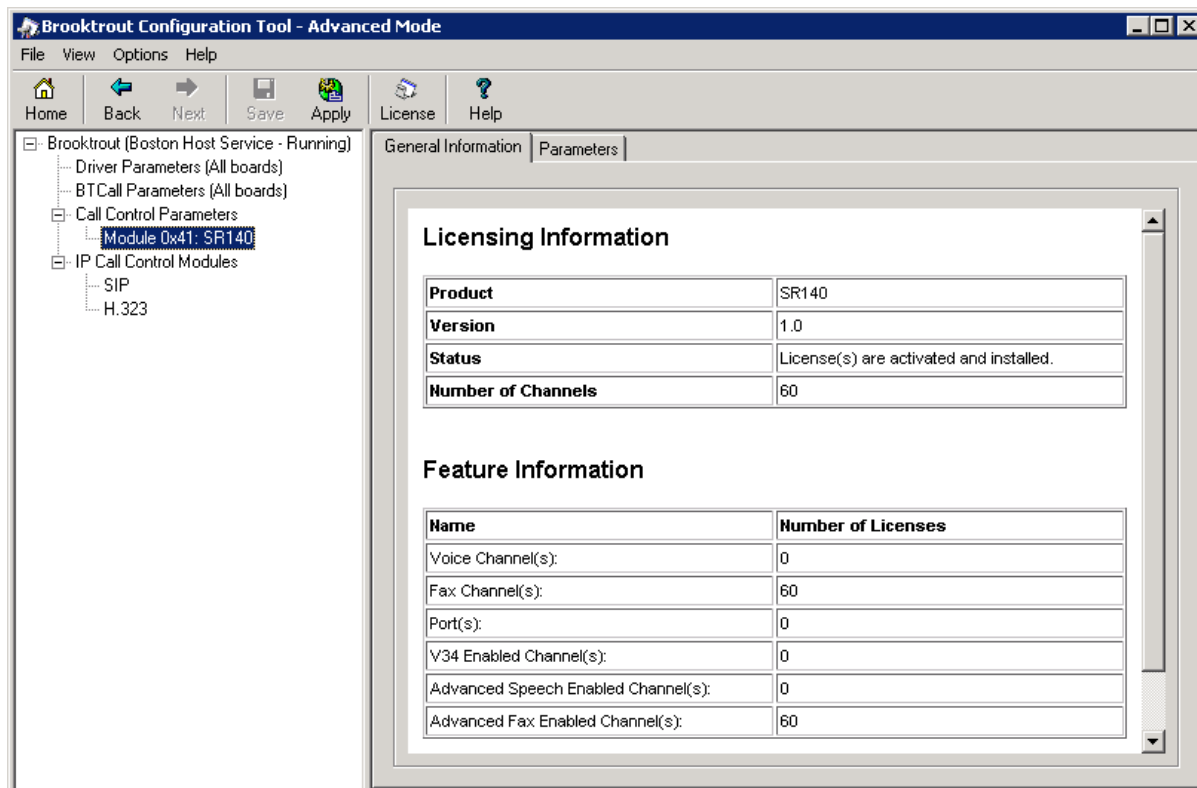 Brooktrout Configuration Tool - Advanced Mode
File View Options Help
Home Back Next Save Apply License Help
Brooktrout (Boston Host Service - Running)
Driver Parameters (All boards)
BTCall Parameters (All boards)
Call Control Parameters
Module 0x41: SR140
IP Call Control Modules
SIP
H.323
General Information Parameters
Licensing Information
Product SR140
Version 1.0
Status License(s) are activated and installed.
Number of Channels 60
Feature Information
Name Number of Licenses
Voice Channel(s): 0
Fax Channel(s): 60
Port(s): 0
V34 Enabled Channel(s): 0
Advanced Speech Enabled Channel(s): 0
Advanced Fax Enabled Channel(s): 60